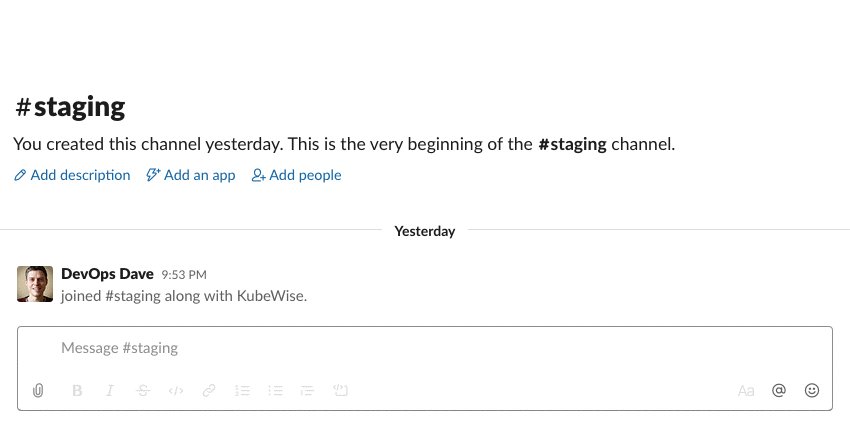 #staging
You created this channel yesterday. This is the very beginning of the #staging channel.
Add description Add an app Add people
Yesterday
DevOps Dave 9:53 PM
joined #staging along with KubeWise.
Message #staging
B I S </> Aa @